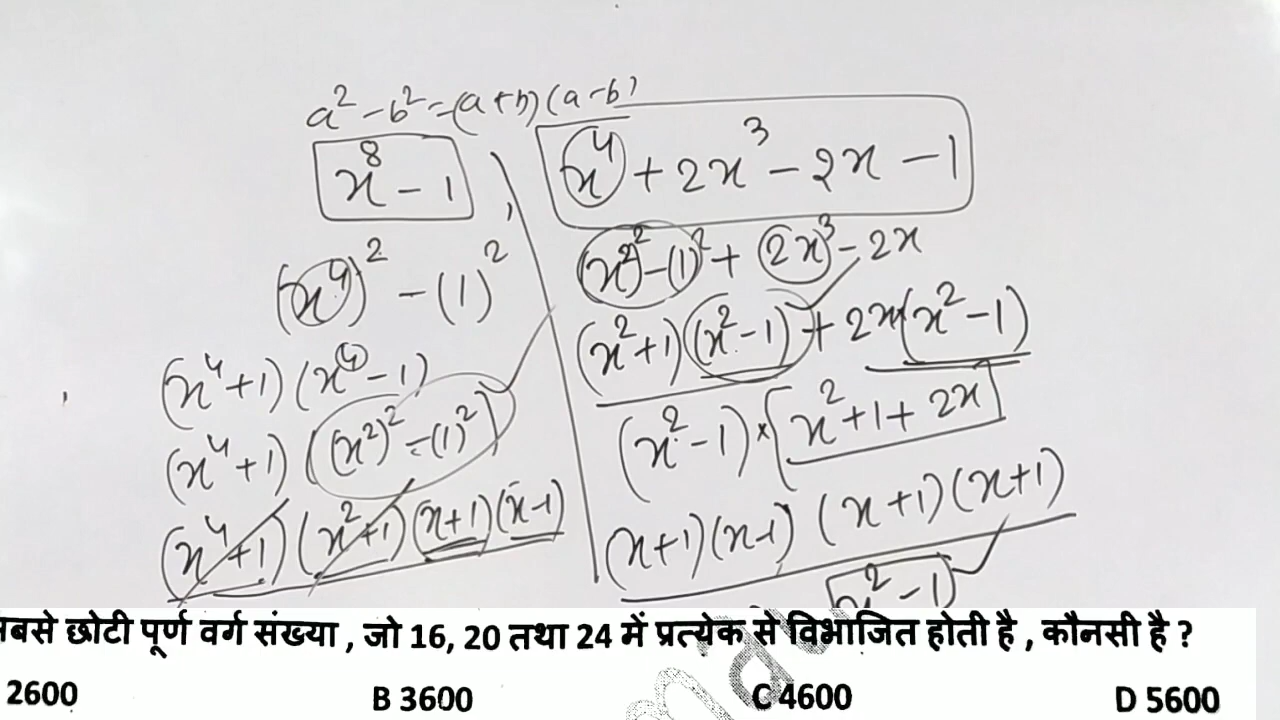 a² - b² = (a+b)(a-b)
x⁸ - 1
(x⁴)² - (1)²
(x⁴+1)(x⁴-1)
(x⁴+1)((x²)² - (1)²)
(x⁴+1)(x²+1)(x+1)(x-1)
x⁴ + 2x³ - 2x - 1
(x²)² - (1)² + 2x³ - 2x
(x²+1)(x²-1) + 2x(x²-1)
(x²-1) × [x²+1+2x]
(x+1)(x-1)(x+1)(x+1)
x²-1
सबसे छोटी पूर्ण वर्ग संख्या , जो 16, 20 तथा 24 में प्रत्येक से विभाजित होती है , कौनसी है ?
2600 B 3600 C 4600 D 5600